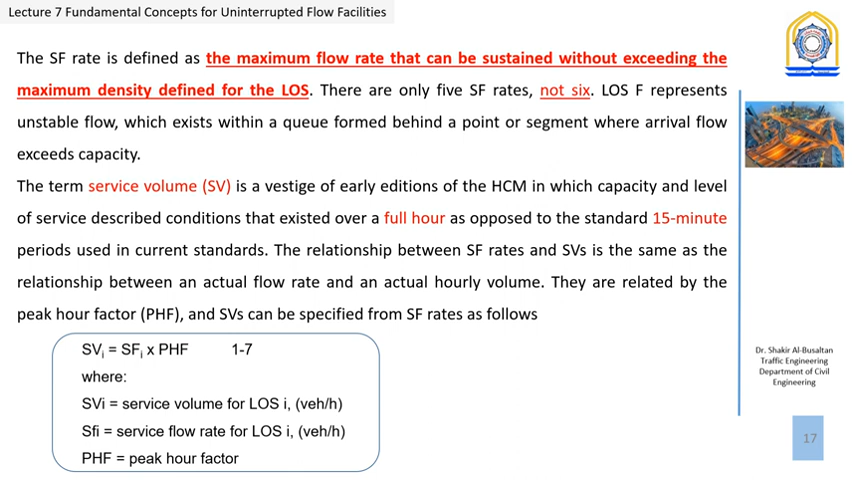 Lecture 7 Fundamental Concepts for Uninterrupted Flow Facilities
The SF rate is defined as the maximum flow rate that can be sustained without exceeding the
maximum density defined for the LOS. There are only five SF rates, not six. LOS F represents
unstable flow, which exists within a queue formed behind a point or segment where arrival flow
exceeds capacity.
The term service volume (SV) is a vestige of early editions of the HCM in which capacity and level
of service described conditions that existed over a full hour as opposed to the standard 15-minute
periods used in current standards. The relationship between SF rates and SVs is the same as the
relationship between an actual flow rate and an actual hourly volume. They are related by the
peak hour factor (PHF), and SVs can be specified from SF rates as follows
SVi = SFi x PHF 1-7
where:
SVi = service volume for LOS i, (veh/h)
Sfi = service flow rate for LOS i, (veh/h)
PHF = peak hour factor
Dr. Shakir Al-Busaltan
Traffic Engineering
Department of Civil
Engineering
17